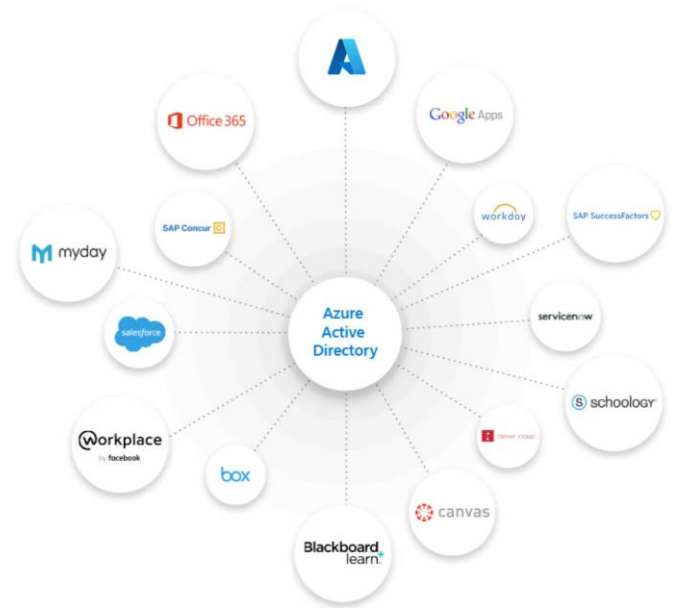 Office 365
Google Apps
SAP Concur
workday
SAP SuccessFactors
myday
Azure
Active
Directory
salesforce
servicenow
schoology
Workplace
by facebook
box
canvas
Blackboard
learn